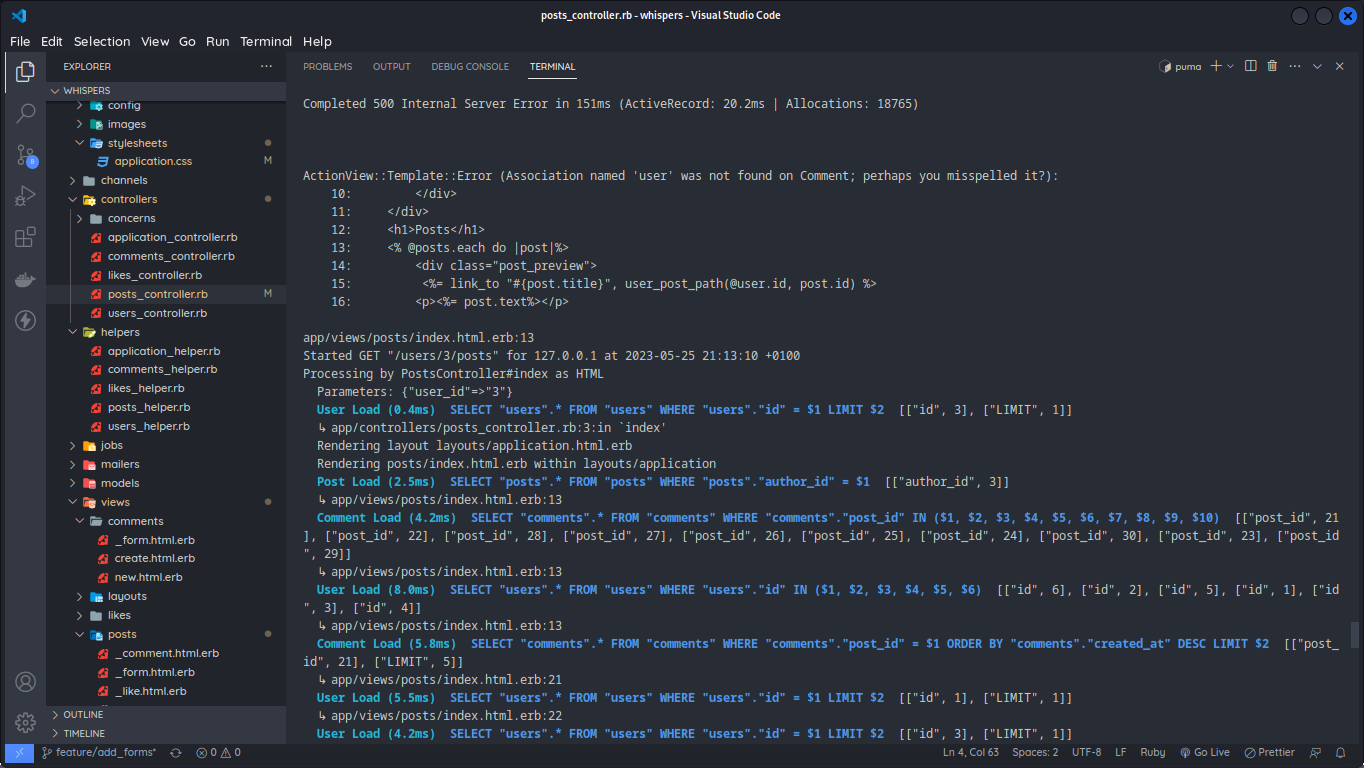 posts_controller.rb - whispers - Visual Studio Code
File Edit Selection View Go Run Terminal Help
EXPLORER
WHISPERS
config
images
stylesheets
application.css M
channels
controllers
concerns
application_controller.rb
comments_controller.rb
likes_controller.rb
posts_controller.rb M
users_controller.rb
helpers
application_helper.rb
comments_helper.rb
likes_helper.rb
posts_helper.rb
users_helper.rb
jobs
mailers
models
views
comments
_form.html.erb
create.html.erb
new.html.erb
layouts
likes
posts
_comment.html.erb
_form.html.erb
_like.html.erb
OUTLINE
TIMELINE
8
PROBLEMS OUTPUT DEBUG CONSOLE TERMINAL
puma
Completed 500 Internal Server Error in 151ms (ActiveRecord: 20.2ms | Allocations: 18765)
ActionView::Template::Error (Association named 'user' was not found on Comment; perhaps you misspelled it?):
10: </div>
11: </div>
12: <h1>Posts</h1>
13: <% @posts.each do |post|%>
14: <div class="post_preview">
15: <%= link_to "#{post.title}", user_post_path(@user.id, post.id) %>
16: <p><%= post.text%></p>
app/views/posts/index.html.erb:13
Started GET "/users/3/posts" for 127.0.0.1 at 2023-05-25 21:13:10 +0100
Processing by PostsController#index as HTML
Parameters: {"user_id"=>"3"}
User Load (0.4ms) SELECT "users".* FROM "users" WHERE "users"."id" = $1 LIMIT $2 [["id", 3], ["LIMIT", 1]]
↳ app/controllers/posts_controller.rb:3:in `index'
Rendering layout layouts/application.html.erb
Rendering posts/index.html.erb within layouts/application
Post Load (2.5ms) SELECT "posts".* FROM "posts" WHERE "posts"."author_id" = $1 [["author_id", 3]]
↳ app/views/posts/index.html.erb:13
Comment Load (4.2ms) SELECT "comments".* FROM "comments" WHERE "comments"."post_id" IN ($1, $2, $3, $4, $5, $6, $7, $8, $9, $10) [["post_id", 21
], ["post_id", 22], ["post_id", 28], ["post_id", 27], ["post_id", 26], ["post_id", 25], ["post_id", 24], ["post_id", 30], ["post_id", 23], ["post_id
", 29]]
↳ app/views/posts/index.html.erb:13
User Load (8.0ms) SELECT "users".* FROM "users" WHERE "users"."id" IN ($1, $2, $3, $4, $5, $6) [["id", 6], ["id", 2], ["id", 5], ["id", 1], ["id
", 3], ["id", 4]]
↳ app/views/posts/index.html.erb:13
Comment Load (5.8ms) SELECT "comments".* FROM "comments" WHERE "comments"."post_id" = $1 ORDER BY "comments"."created_at" DESC LIMIT $2 [["post_
id", 21], ["LIMIT", 5]]
↳ app/views/posts/index.html.erb:21
User Load (5.5ms) SELECT "users".* FROM "users" WHERE "users"."id" = $1 LIMIT $2 [["id", 1], ["LIMIT", 1]]
↳ app/views/posts/index.html.erb:22
User Load (4.2ms) SELECT "users".* FROM "users" WHERE "users"."id" = $1 LIMIT $2 [["id", 3], ["LIMIT", 1]]
feature/add_forms* 0 0 Ln 4, Col 63 Spaces: 2 UTF-8 LF Ruby Go Live Prettier